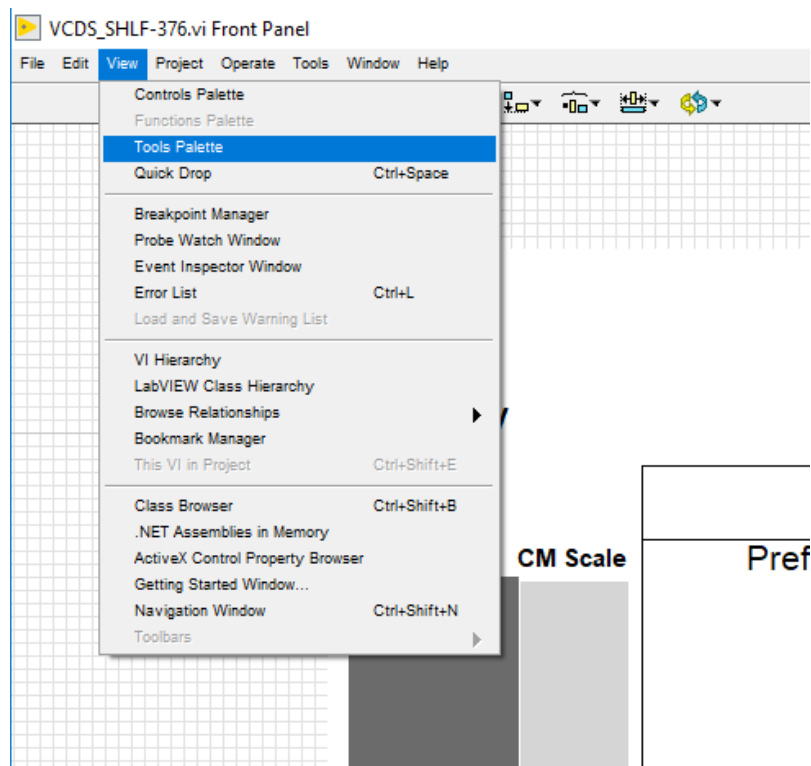 VCDS_SHLF-376.vi Front Panel
File Edit View Project Operate Tools Window Help
Controls Palette
Functions Palette
Tools Palette
Quick Drop Ctrl+Space
Breakpoint Manager
Probe Watch Window
Event Inspector Window
Error List Ctrl+L
Load and Save Warning List
VI Hierarchy
LabVIEW Class Hierarchy
Browse Relationships
Bookmark Manager
This VI in Project Ctrl+Shift+E
Class Browser Ctrl+Shift+B
.NET Assemblies in Memory
ActiveX Control Property Browser
Getting Started Window...
Navigation Window Ctrl+Shift+N
Toolbars
CM Scale Pref